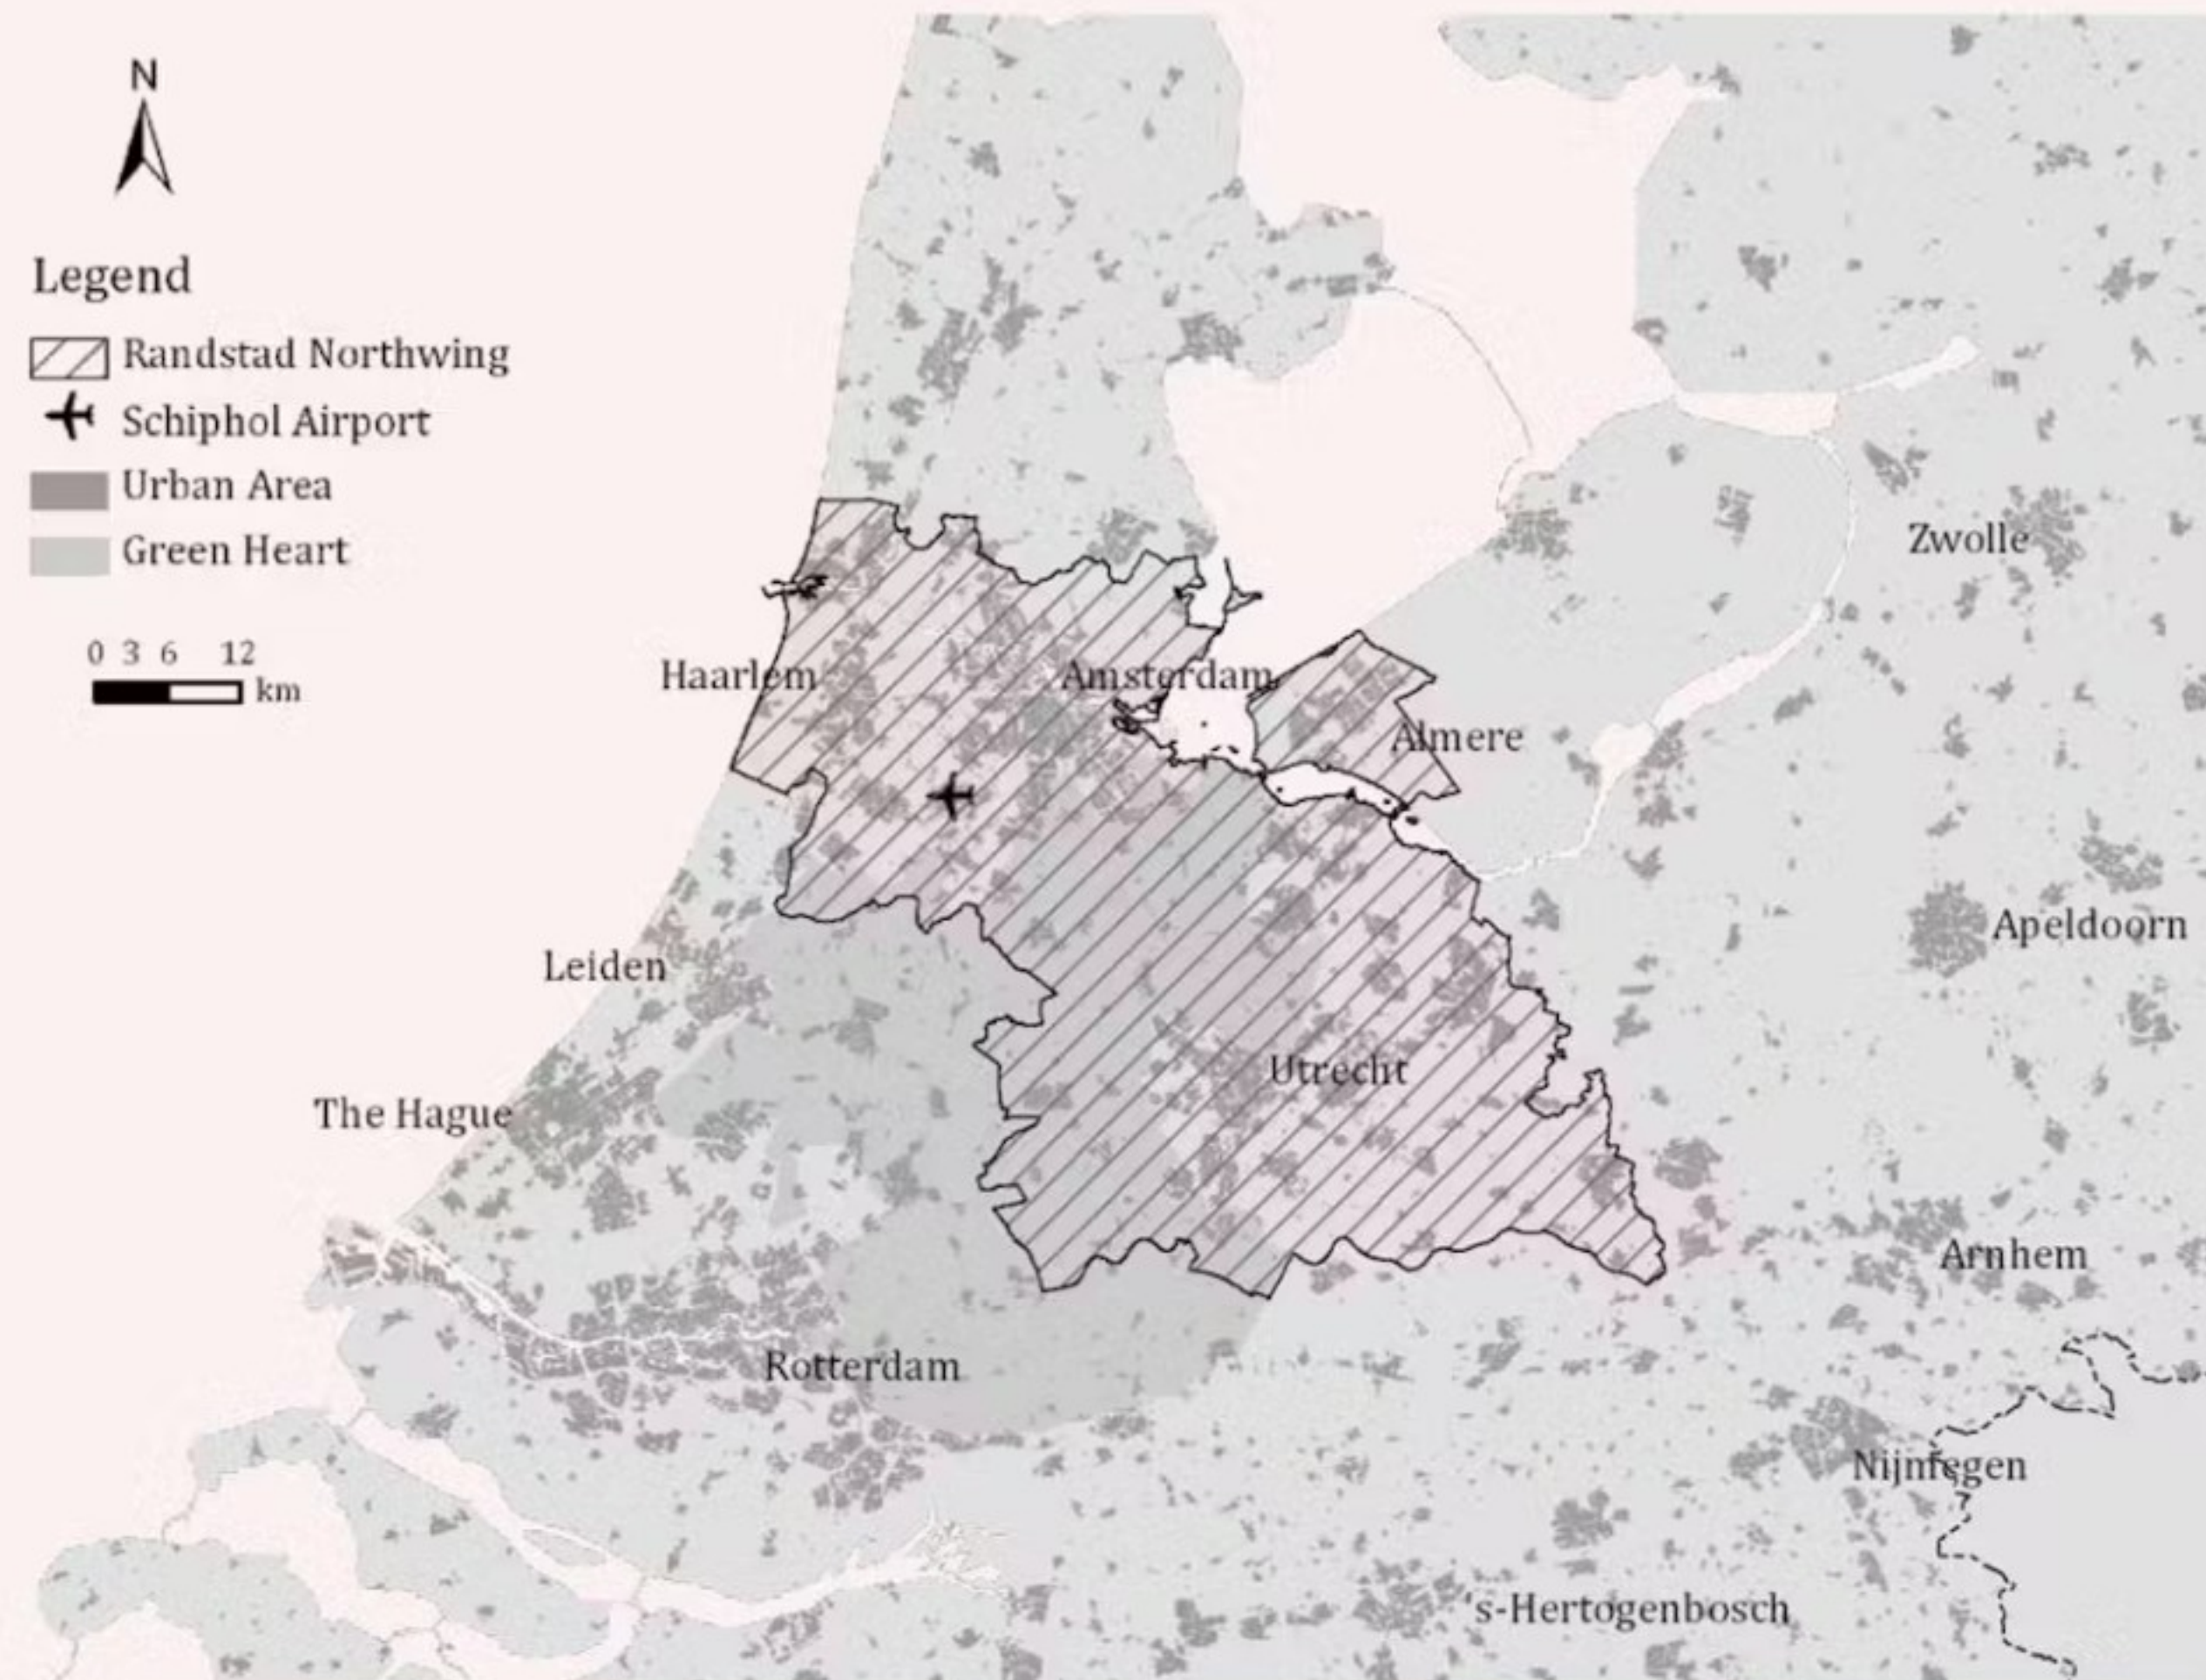 N
Legend
Randstad Northwing
Schiphol Airport
Urban Area
Green Heart
0 3 6 12
km
Zwolle
Haarlem
Amsterdam
Almere
Apeldoorn
Leiden
Utrecht
The Hague
Arnhem
Rotterdam
Nijmegen
's-Hertogenbosch